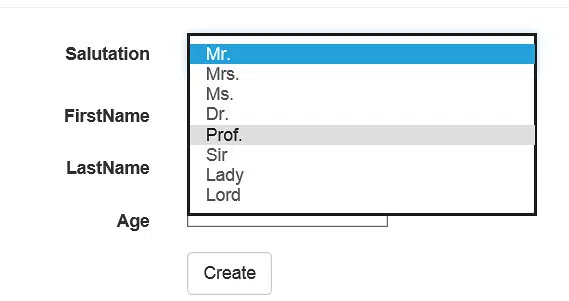 Salutation
Mr.
Mrs.
Ms.
Dr.
Prof.
Sir
Lady
Lord
FirstName
LastName
Age
Create